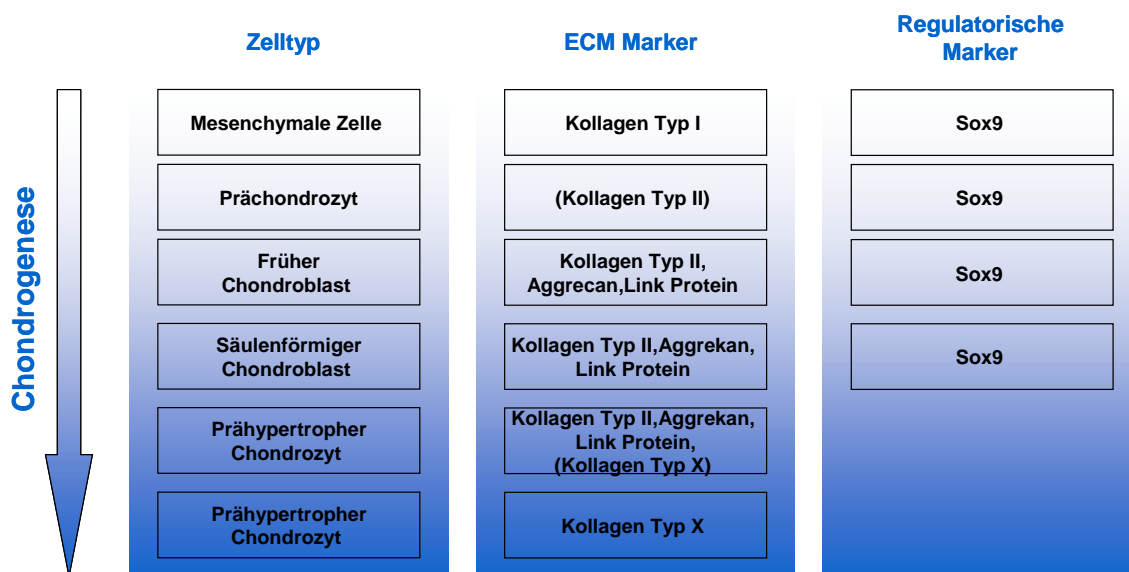 Zelltyp
ECM Marker
Regulatorische
Marker
Chondrogenese
Mesenchymale Zelle
Kollagen Typ I
Sox9
Prächondrozyt
(Kollagen Typ II)
Sox9
Früher
Chondroblast
Kollagen Typ II,
Aggrecan,Link Protein
Sox9
Säulenförmiger
Chondroblast
Kollagen Typ II,Aggrekan,
Link Protein
Sox9
Prähypertropher
Chondrozyt
Kollagen Typ II,Aggrekan,
Link Protein,
(Kollagen Typ X)
Prähypertropher
Chondrozyt
Kollagen Typ X